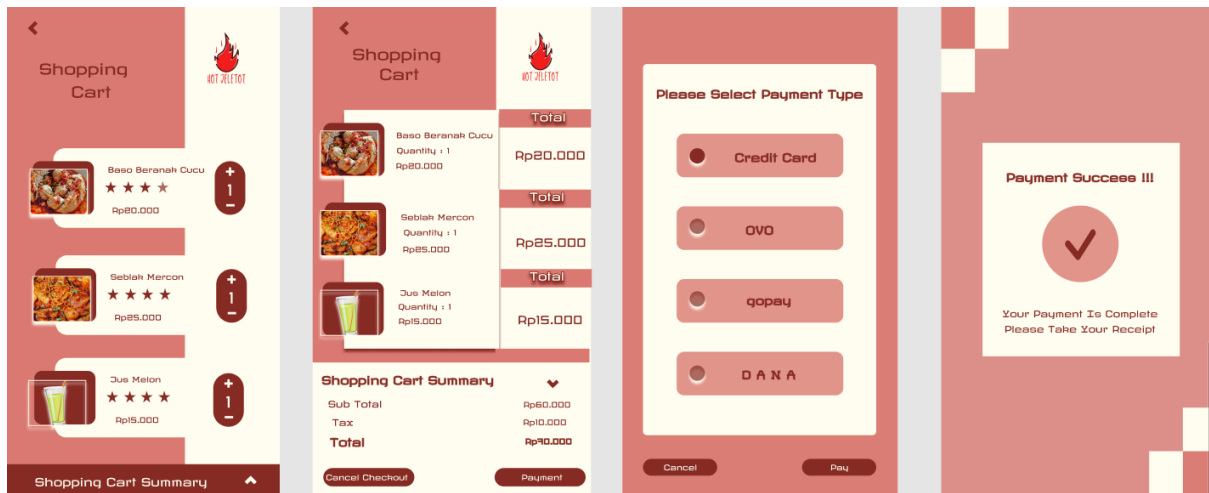 Shopping
Cart
HOT JELETOT
Baso Beranak Cucu
Rp20.000
+
1
-
Seblak Mercon
Rp25.000
+
1
-
Jus Melon
Rp15.000
+
1
-
Shopping Cart Summary
Shopping
Cart
HOT JELETOT
Total
Baso Beranak Cucu
Quantity : 1
Rp20.000
Rp20.000
Total
Seblak Mercon
Quantity : 1
Rp25.000
Rp25.000
Total
Jus Melon
Quantity : 1
Rp15.000
Rp15.000
Shopping Cart Summary
Sub Total Rp60.000
Tax Rp10.000
Total Rp70.000
Cancel Checkout
Payment
Please Select Payment Type
Credit Card
OVO
gopay
DANA
Cancel
Pay
Payment Success !!!
Your Payment Is Complete
Please Take Your Receipt